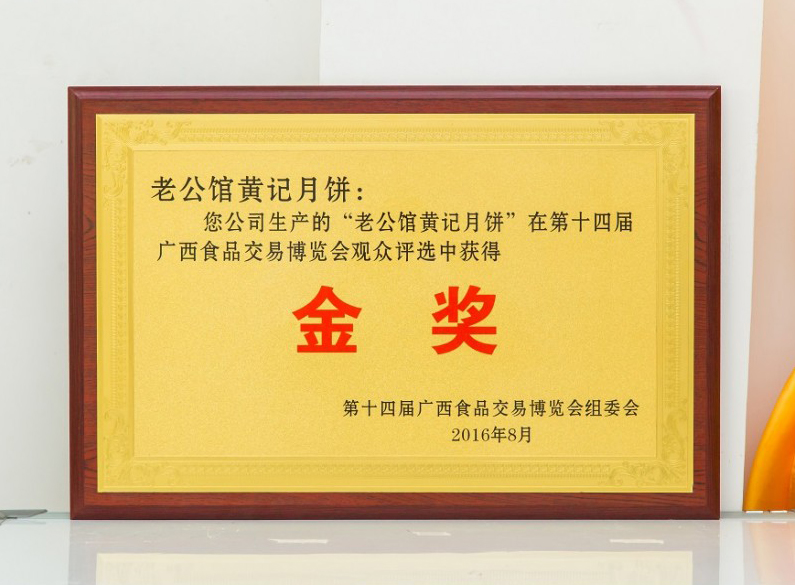 老公馆黄记月饼：
您公司生产的“老公馆黄记月饼”在第十四届
广西食品交易博览会观众评选中获得
金奖
第十四届广西食品交易博览会组委会
2016年8月